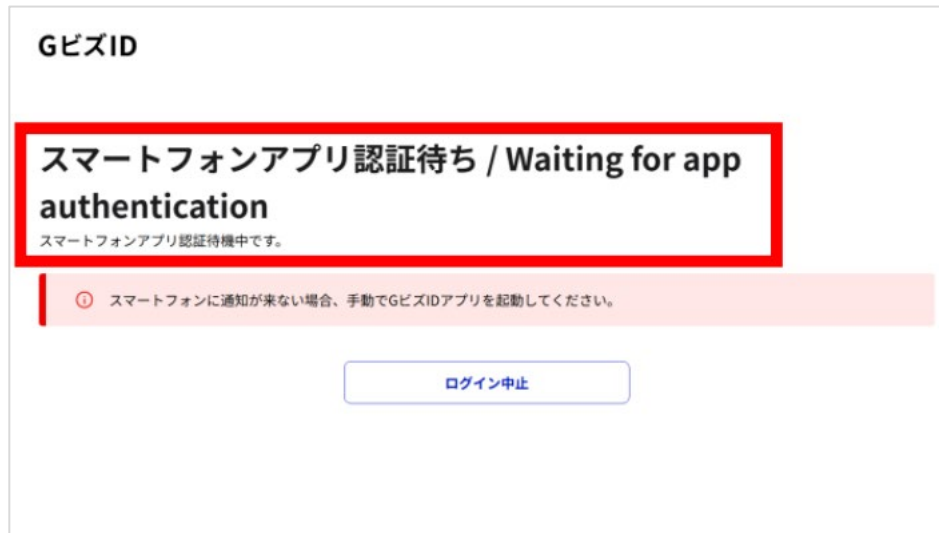 GビズID
スマートフォンアプリ認証待ち / Waiting for app
authentication
スマートフォンアプリ認証待機中です。
スマートフォンに通知が来ない場合、手動でGビズIDアプリを起動してください。
ログイン中止